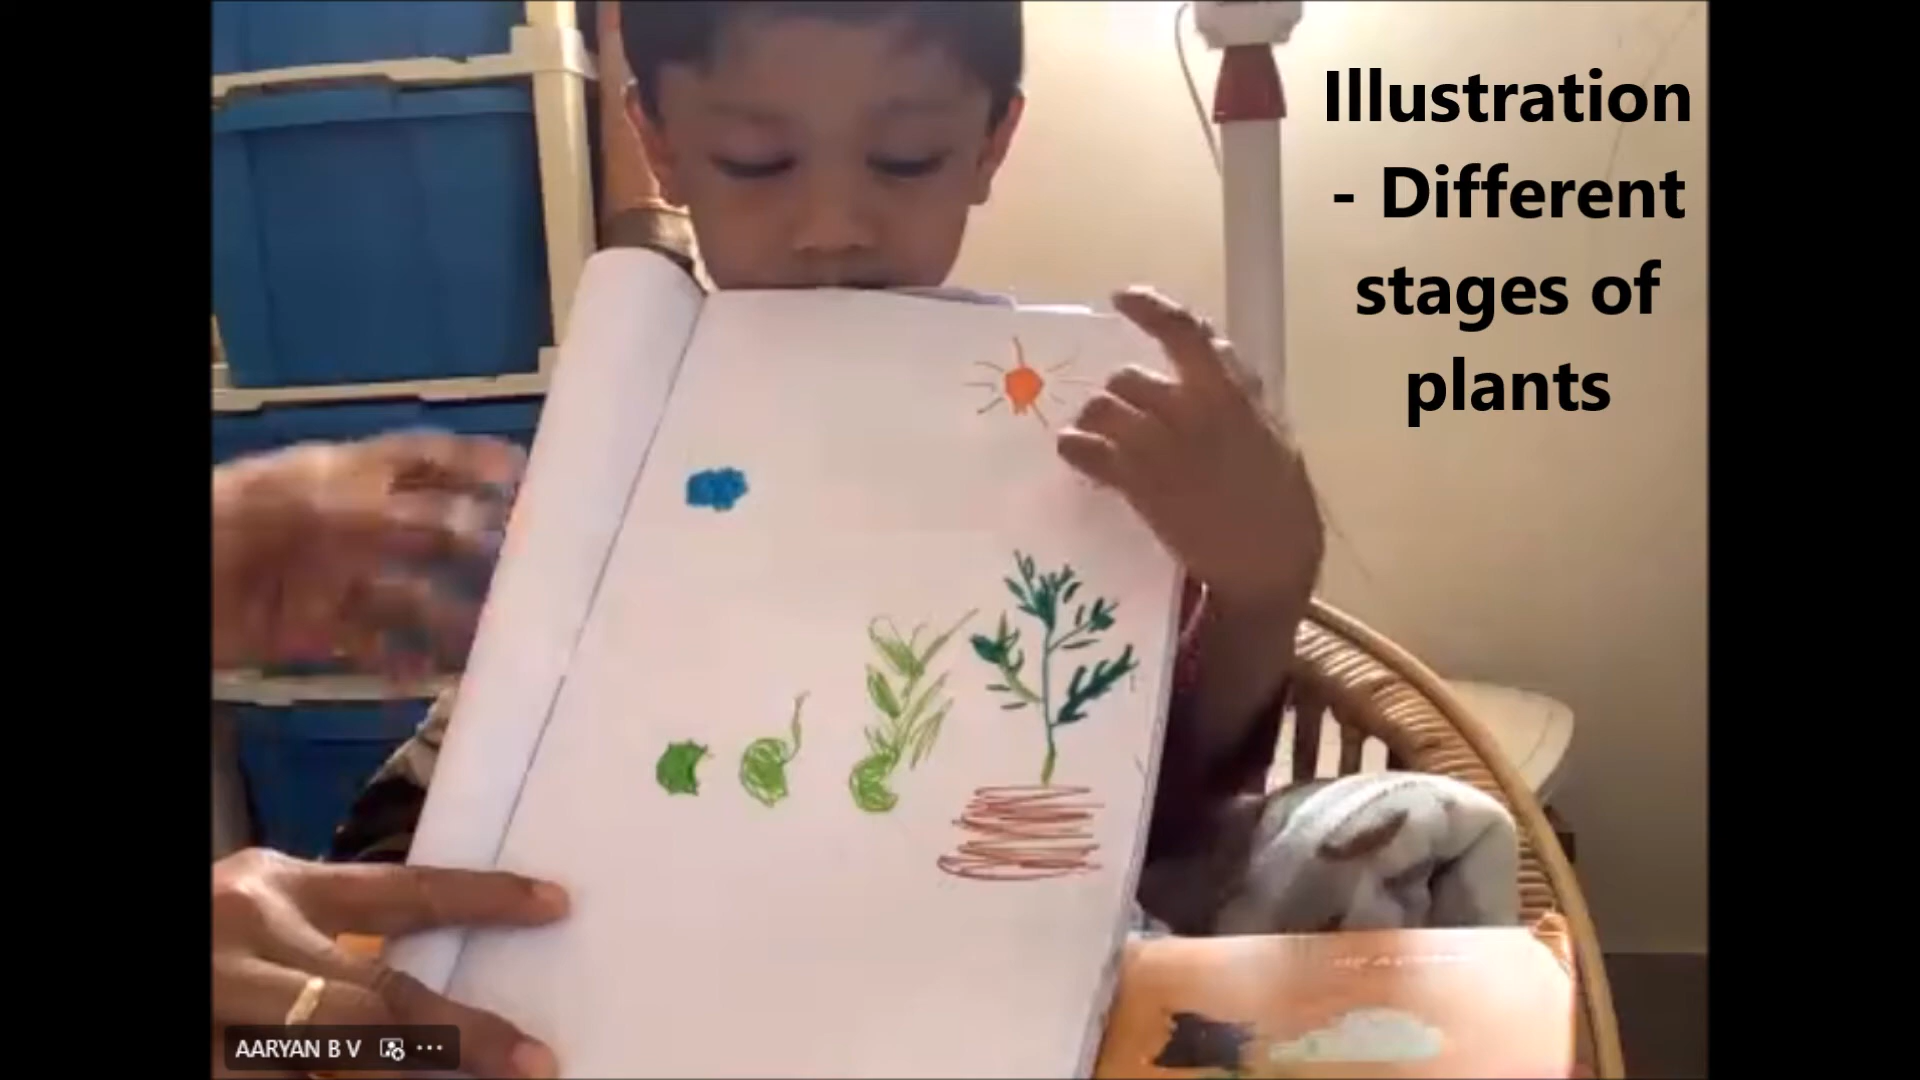 Illustration
- Different
stages of
plants
AARYAN B V